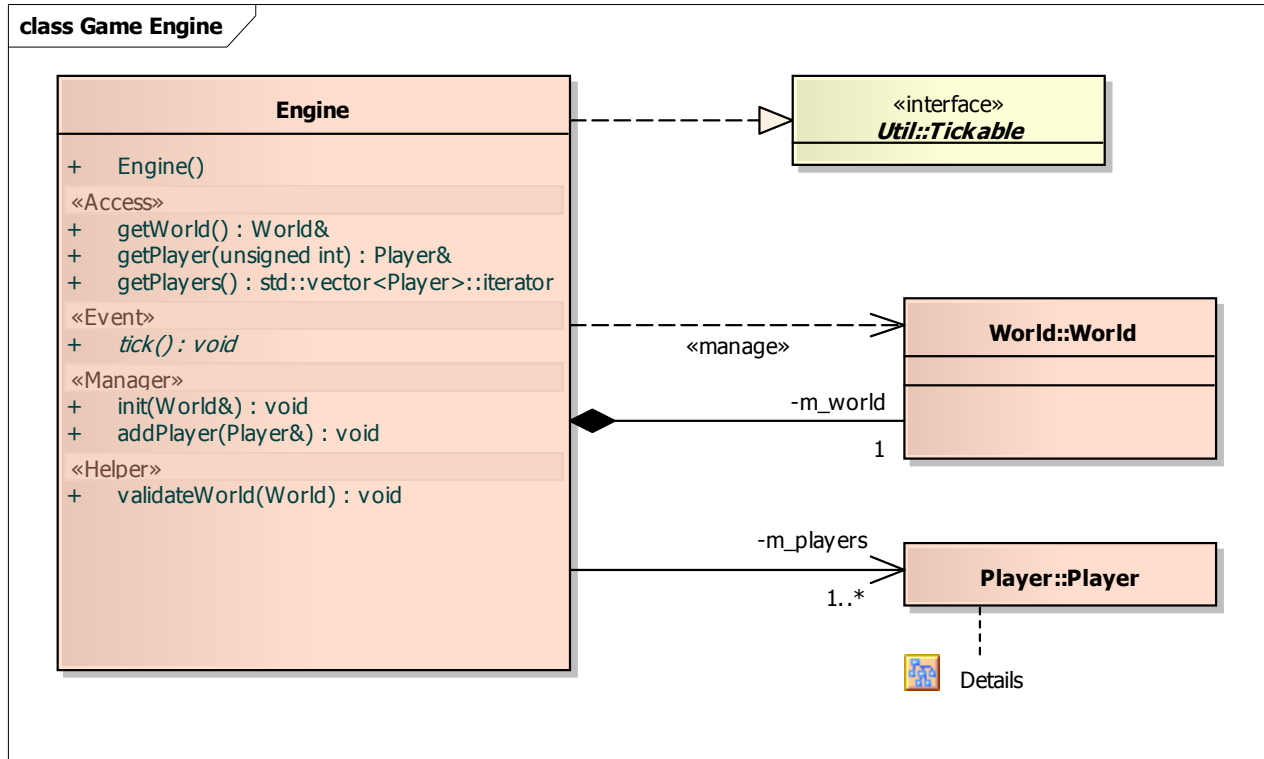 class Game Engine
Engine
+ Engine()
«Access»
+ getWorld() : World&
+ getPlayer(unsigned int) : Player&
+ getPlayers() : std::vector<Player>::iterator
«Event»
+ tick() : void
«Manager»
+ init(World&) : void
+ addPlayer(Player&) : void
«Helper»
+ validateWorld(World) : void
«interface»
Util::Tickable
«manage»
World::World
-m_world
1
-m_players
1..*
Player::Player
Details